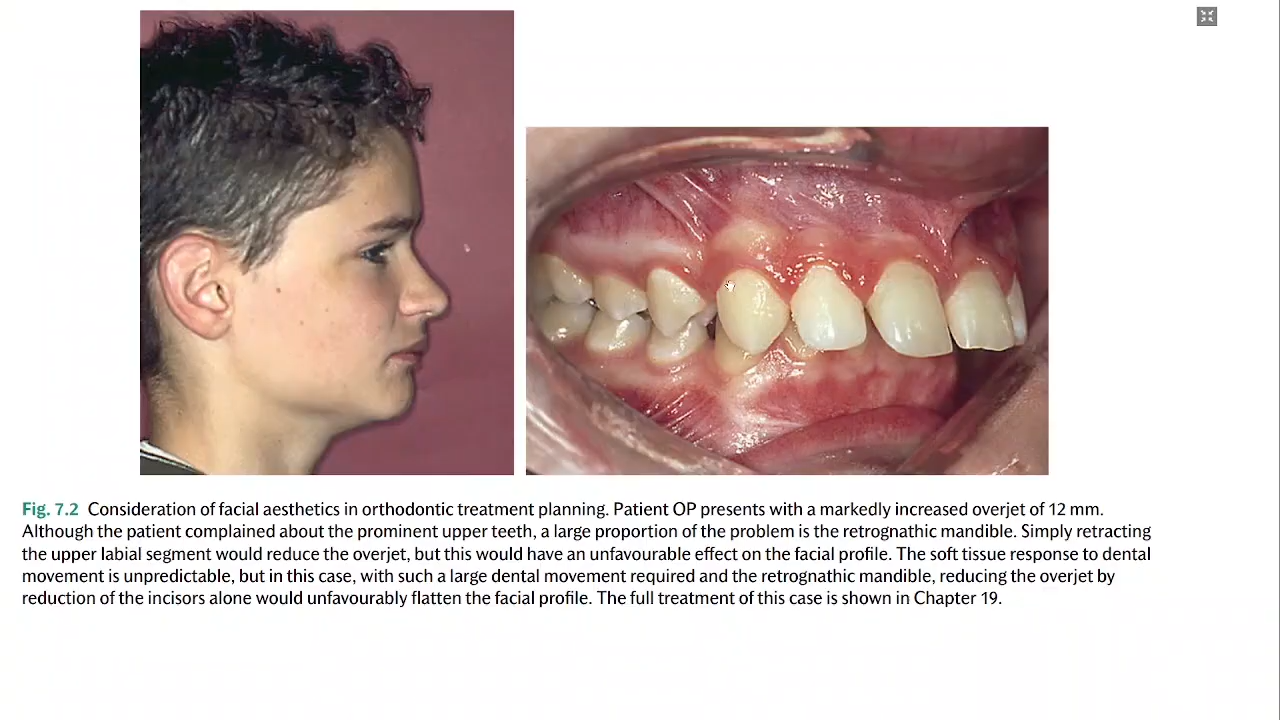 Fig. 7.2 Consideration of facial aesthetics in orthodontic treatment planning. Patient OP presents with a markedly increased overjet of 12 mm.
Although the patient complained about the prominent upper teeth, a large proportion of the problem is the retrognathic mandible. Simply retracting
the upper labial segment would reduce the overjet, but this would have an unfavourable effect on the facial profile. The soft tissue response to dental
movement is unpredictable, but in this case, with such a large dental movement required and the retrognathic mandible, reducing the overjet by
reduction of the incisors alone would unfavourably flatten the facial profile. The full treatment of this case is shown in Chapter 19.